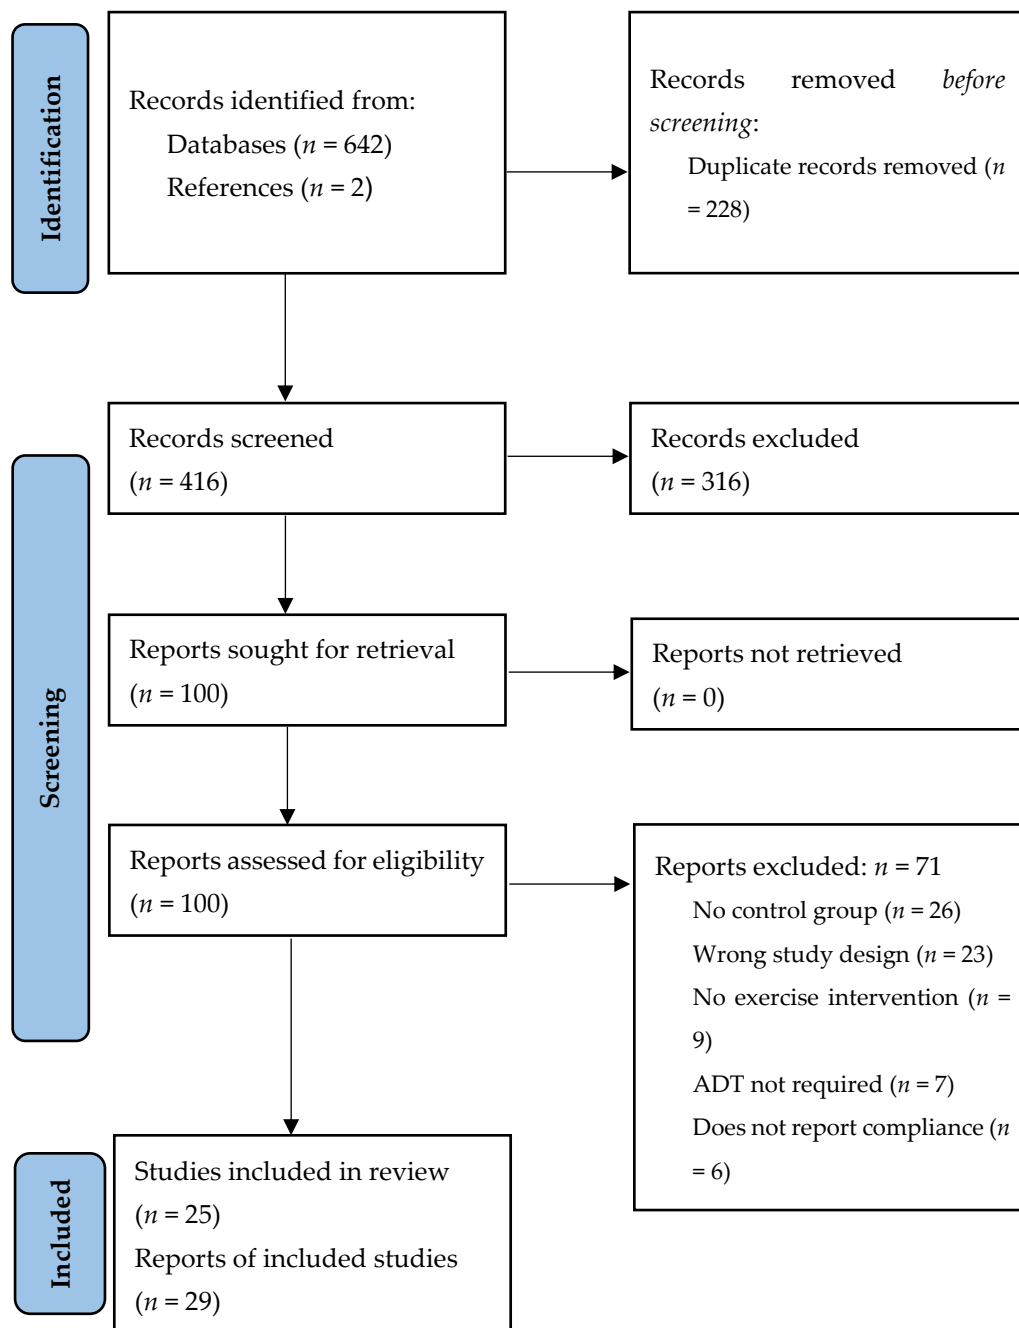 Identification
Records identified from:
Databases (n = 642)
References (n = 2)
Records removed before
screening:
Duplicate records removed (n
= 228)
Screening
Records screened
(n = 416)
Records excluded
(n = 316)
Reports sought for retrieval
(n = 100)
Reports not retrieved
(n = 0)
Reports assessed for eligibility
(n = 100)
Reports excluded: n = 71
No control group (n = 26)
Wrong study design (n = 23)
No exercise intervention (n =
9)
ADT not required (n = 7)
Does not report compliance (n
= 6)
Included
Studies included in review
(n = 25)
Reports of included studies
(n = 29)